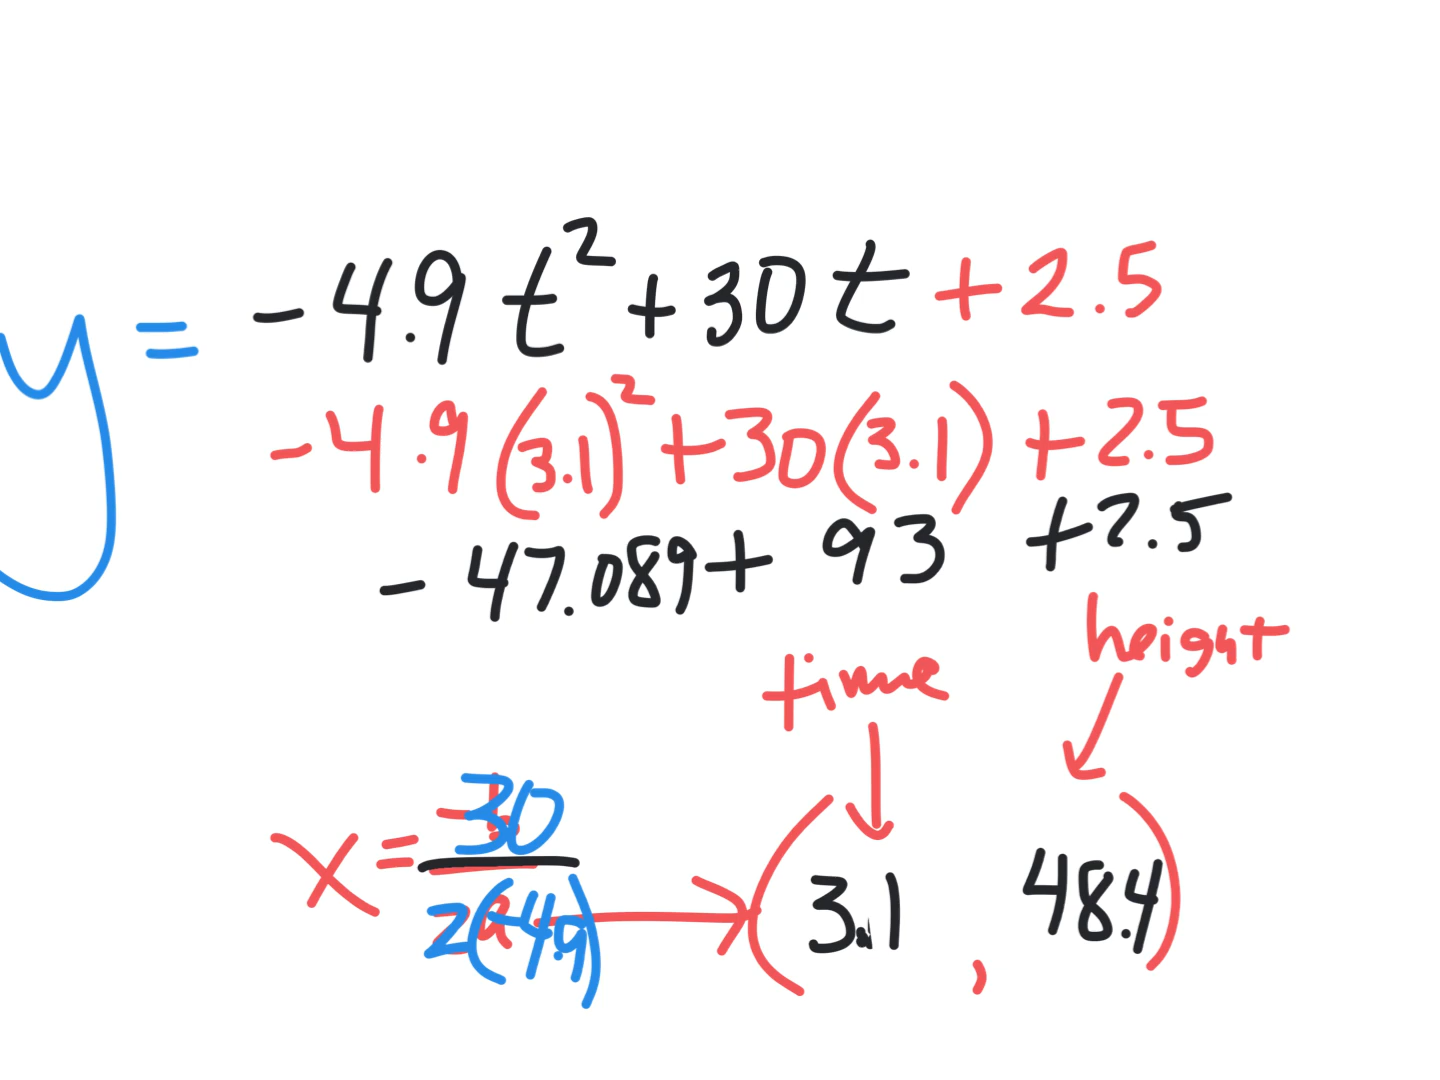 y = -4.9t² + 30t + 2.5
-4.9(3.1)² + 30(3.1) + 2.5
-47.089 + 93 + 2.5
time height
x = 30/2(-4.9) → (3.1, 48.4)